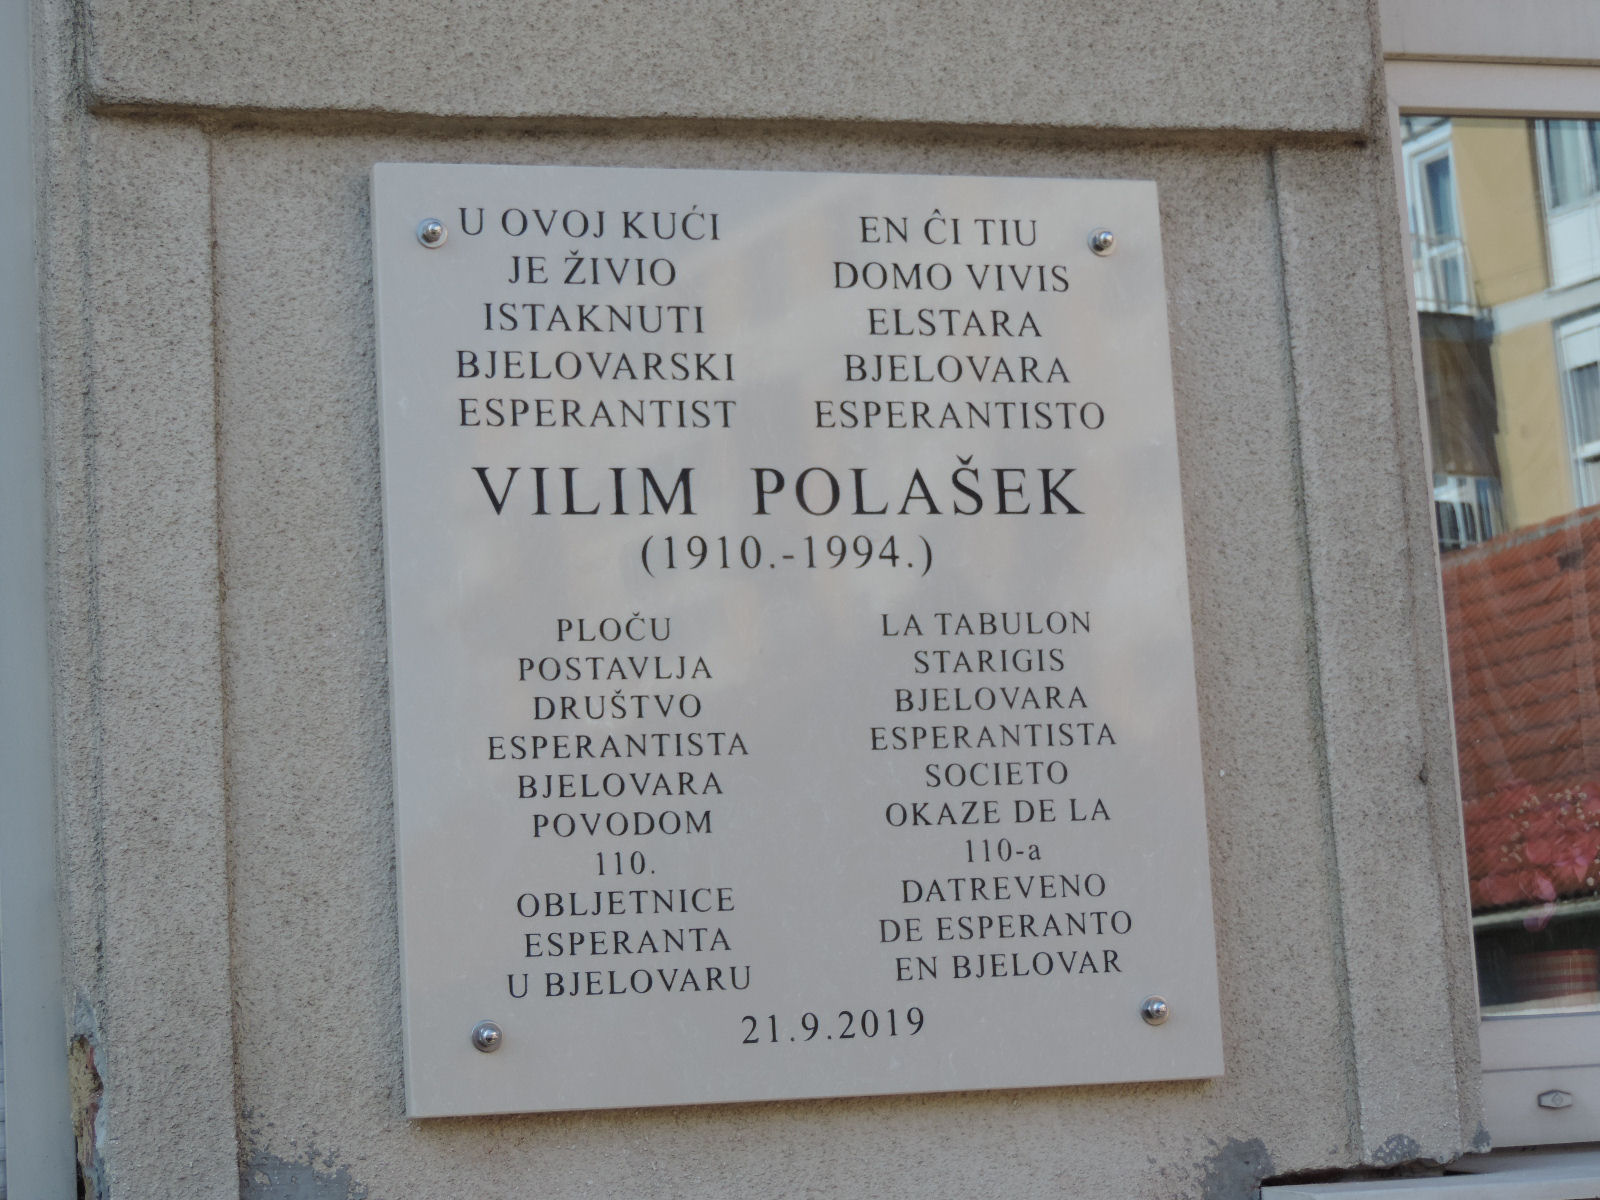 U OVOJ KUĆI
JE ŽIVIO
ISTAKNUTI
BJELOVARSKI
ESPERANTIST
EN ĈI TIU
DOMO VIVIS
ELSTARA
BJELOVARA
ESPERANTISTO
VILIM POLAŠEK
(1910.-1994.)
PLOČU
POSTAVLJA
DRUŠTVO
ESPERANTISTA
BJELOVARA
POVODOM
110.
OBLJETNICE
ESPERANTA
U BJELOVARU
LA TABULON
STARIGIS
BJELOVARA
ESPERANTISTA
SOCIETO
OKAZE DE LA
110-a
DATREVENO
DE ESPERANTO
EN BJELOVAR
21.9.2019